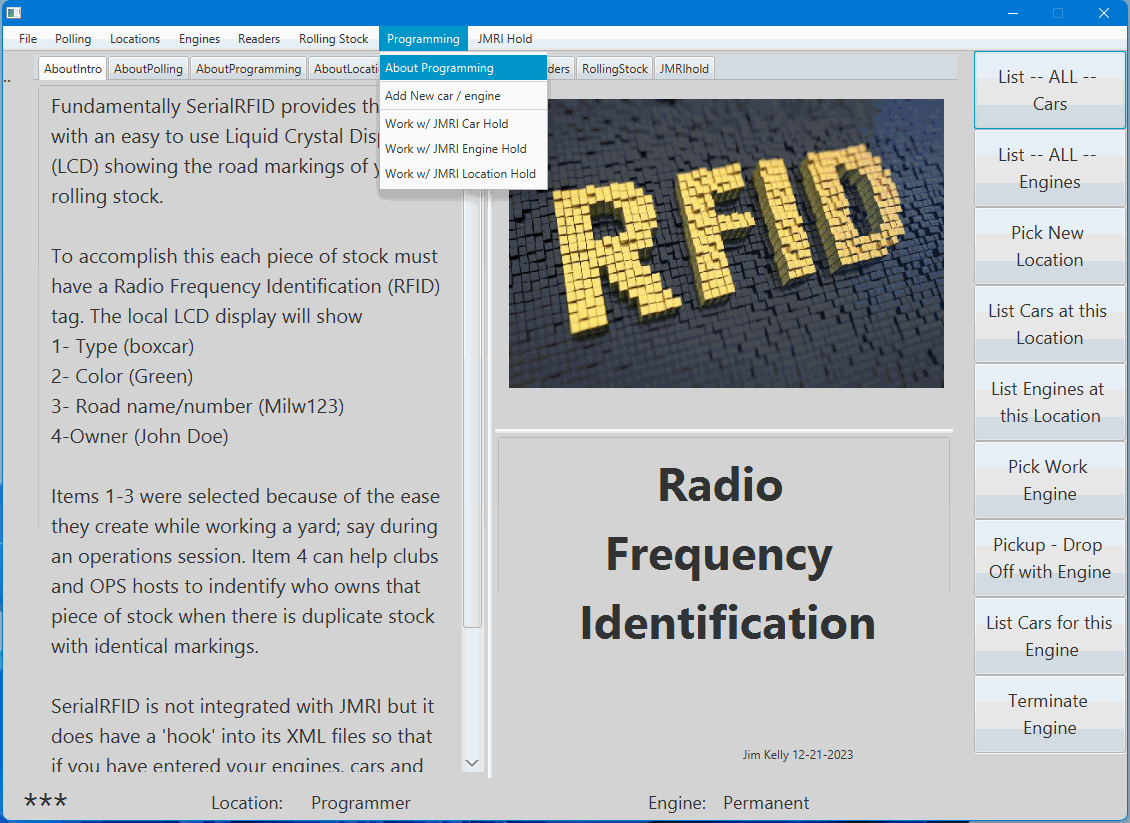 File Polling Locations Engines Readers Rolling Stock Programming JMRI Hold
AboutIntro AboutPolling AboutProgramming AboutLocati ders RollingStock JMRIhold
..
About Programming
Add New car / engine
Work w/ JMRI Car Hold
Work w/ JMRI Engine Hold
Work w/ JMRI Location Hold
Fundamentally SerialRFID provides th
with an easy to use Liquid Crystal Disp
(LCD) showing the road markings of y
rolling stock.
To accomplish this each piece of stock must
have a Radio Frequency Identification (RFID)
tag. The local LCD display will show
1- Type (boxcar)
2- Color (Green)
3- Road name/number (Milw123)
4-Owner (John Doe)
Items 1-3 were selected because of the ease
they create while working a yard; say during
an operations session. Item 4 can help clubs
and OPS hosts to indentify who owns that
piece of stock when there is duplicate stock
with identical markings.
SerialRFID is not integrated with JMRI but it
does have a 'hook' into its XML files so that
if you have entered your engines, cars and
RFID
Radio
Frequency
Identification
Jim Kelly 12-21-2023
List -- ALL --
Cars
List -- ALL --
Engines
Pick New
Location
List Cars at this
Location
List Engines at
this Location
Pick Work
Engine
Pickup - Drop
Off with Engine
List Cars for this
Engine
Terminate
Engine
*** Location: Programmer Engine: Permanent